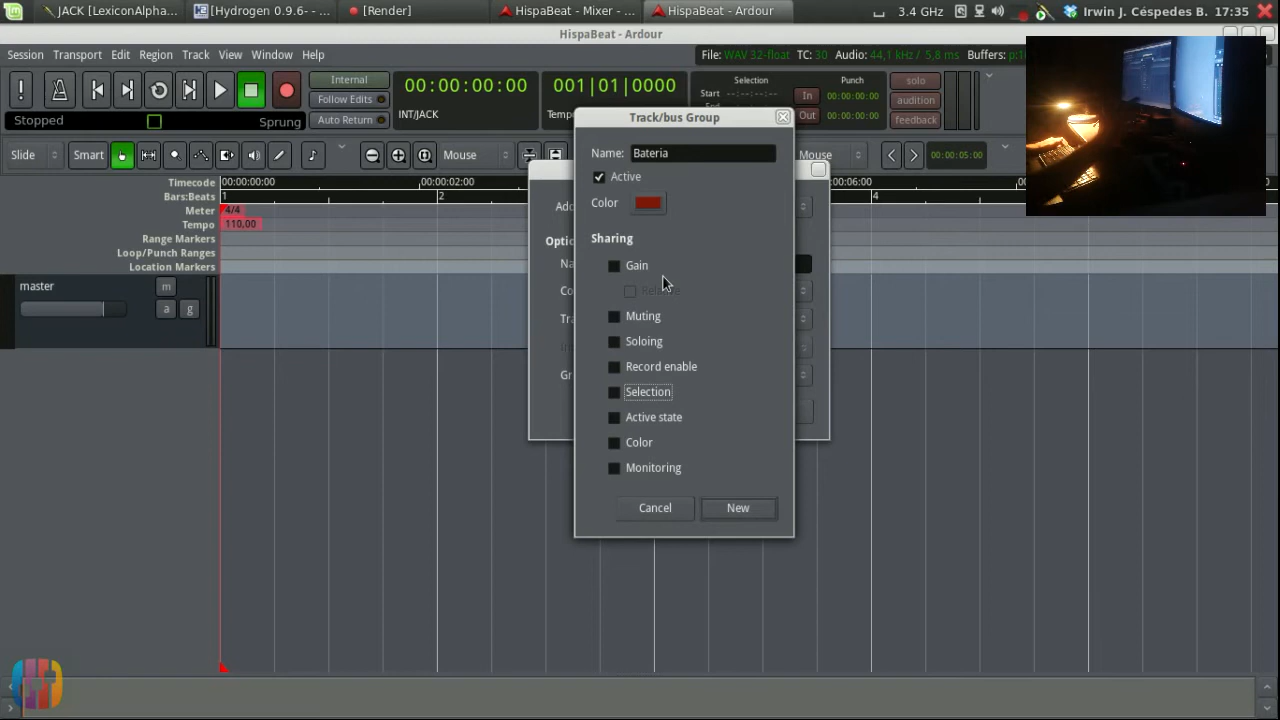 JACK [LexiconAlpha...
[Hydrogen 0.9.6- - ...
[Render]
HispaBeat - Mixer - ...
HispaBeat - Ardour
3.4 GHz
Irwin J. Céspedes B.
17:35
HispaBeat - Ardour
Session Transport Edit Region Track View Window Help
File: WAV 32-float TC: 30 Audio: 44,1 kHz / 5,8 ms Buffers:
Internal
Follow Edits
Auto Return
00:00:00:00
INT/JACK
001|01|0000
Selection
Start --:--:--:--
Punch
In 00:00:00:00
Out 00:00:00:00
solo
audition
feedback
Stopped
Sprung
Slide
Smart
Mouse
Mouse
00:00:05:00
Timecode
00:00:00:00
00:00:02:00
00:00:06:00
Bars:Beats
1
2
4
Meter
4/4
Tempo
110,00
Range Markers
Loop/Punch Ranges
Location Markers
master
m
a
g
Track/bus Group
Name: Bateria
Active
Color
Sharing
Gain
Muting
Soloing
Record enable
Selection
Active state
Color
Monitoring
Cancel
New